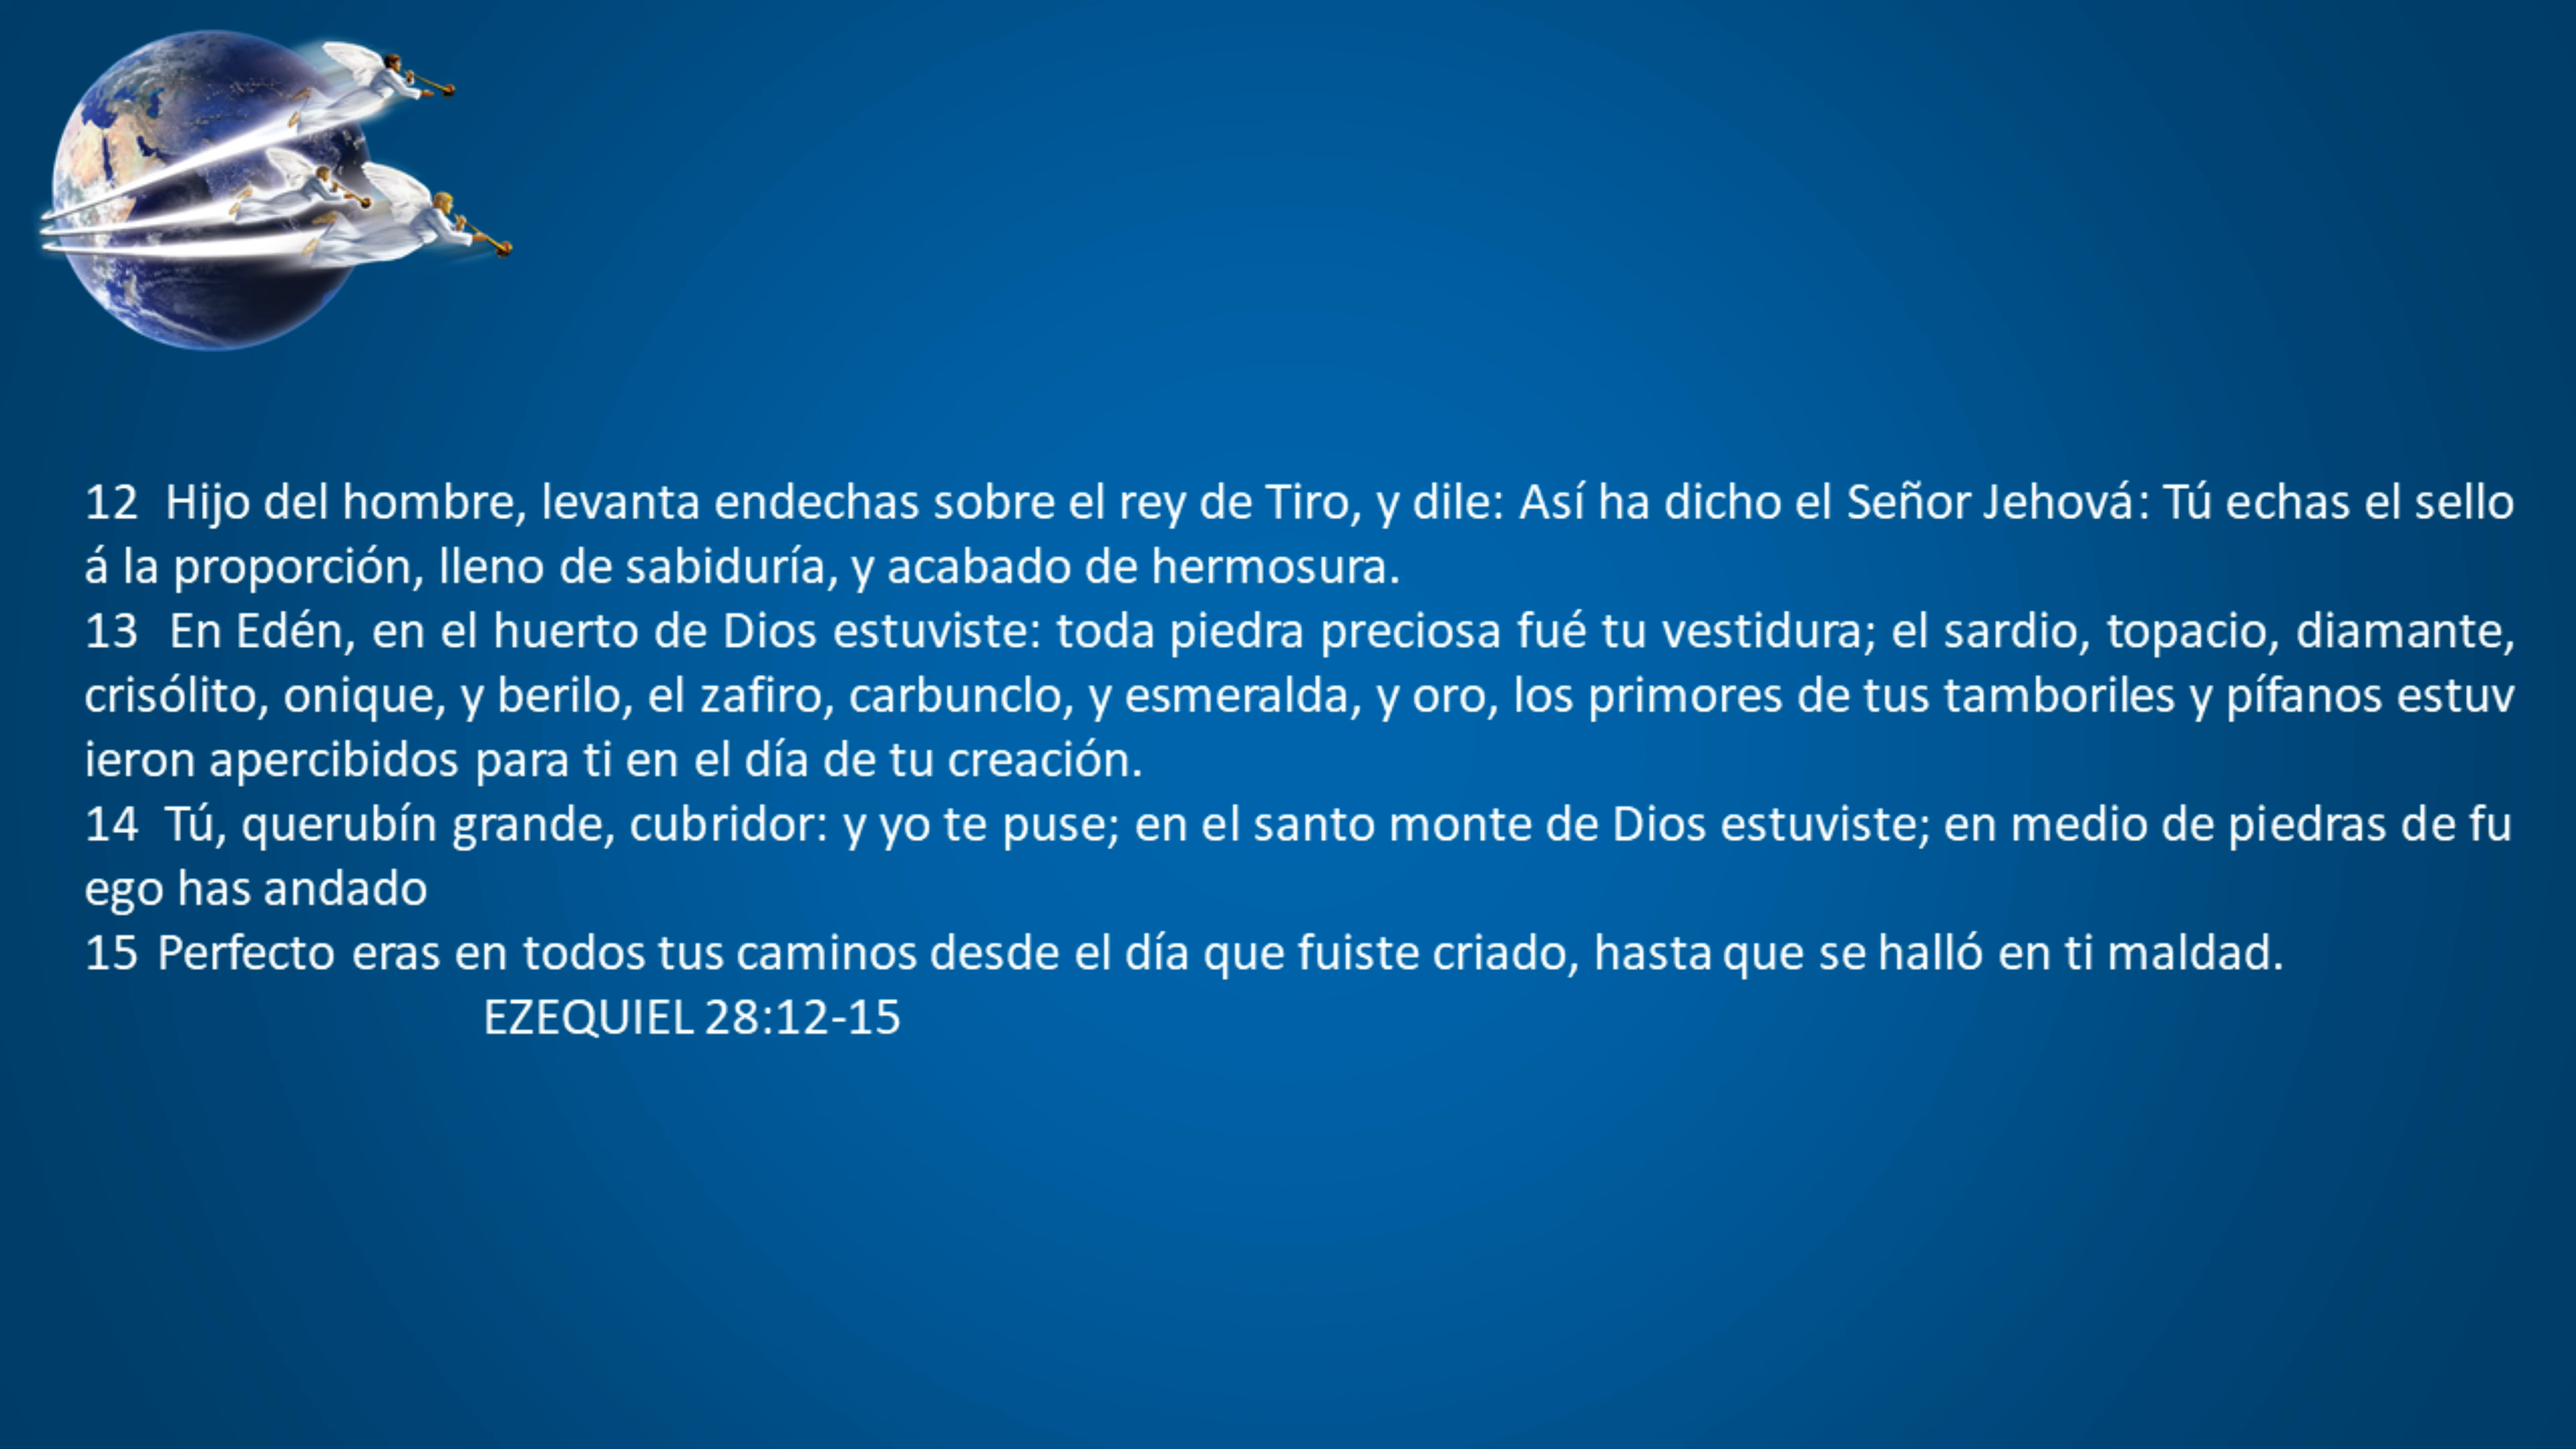 12  Hijo del hombre, levanta endechas sobre el rey de Tiro, y dile: Así ha dicho el Señor Jehová: Tú echas el sello
á la proporción, lleno de sabiduría, y acabado de hermosura.
13  En Edén, en el huerto de Dios estuviste: toda piedra preciosa fué tu vestidura; el sardio, topacio, diamante,
crisólito, onique, y berilo, el zafiro, carbunclo, y esmeralda, y oro, los primores de tus tamboriles y pífanos estuv
ieron apercibidos para ti en el día de tu creación.
14  Tú, querubín grande, cubridor: y yo te puse; en el santo monte de Dios estuviste; en medio de piedras de fu
ego has andado
15 Perfecto eras en todos tus caminos desde el día que fuiste criado, hasta que se halló en ti maldad.
EZEQUIEL 28:12-15